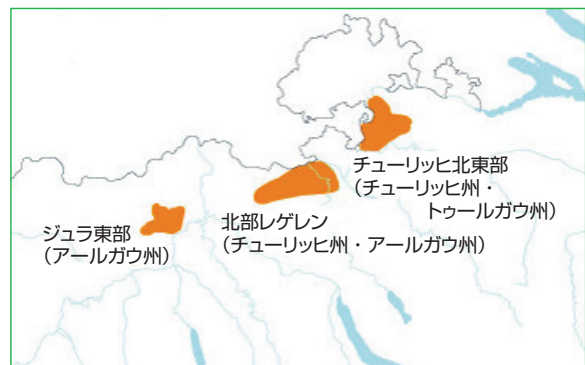 チューリッヒ北東部
（チューリッヒ州・
トゥールガウ州）
北部レゲレン
（チューリッヒ州・アールガウ州）
ジュラ東部
（アールガウ州）